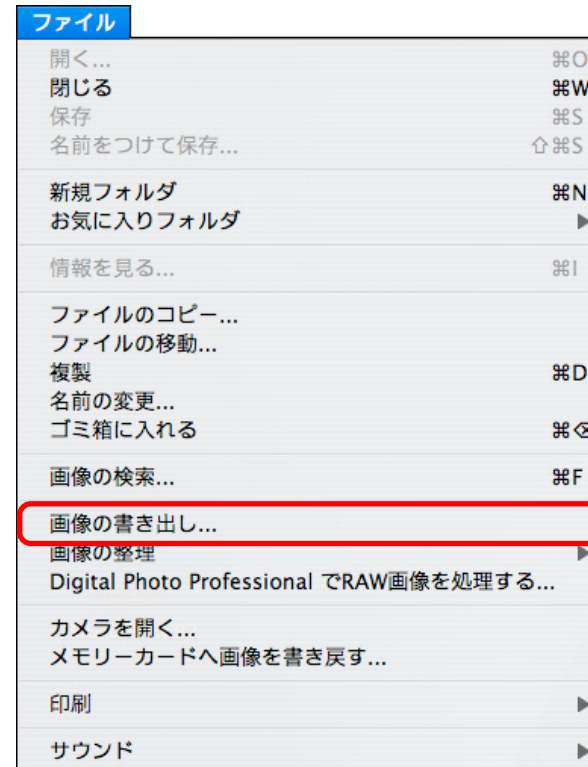 ファイル
開く... ⌘O
閉じる ⌘W
保存 ⌘S
名前をつけて保存... ⇧⌘S
新規フォルダ ⌘N
お気に入りフォルダ ▶
情報を見る... ⌘I
ファイルのコピー...
ファイルの移動...
複製 ⌘D
名前の変更...
ゴミ箱に入れる ⌘⌫
画像の検索... ⌘F
画像の書き出し...
画像の整理 ▶
Digital Photo Professional でRAW画像を処理する...
カメラを開く...
メモリーカードへ画像を書き戻す...
印刷 ▶
サウンド ▶